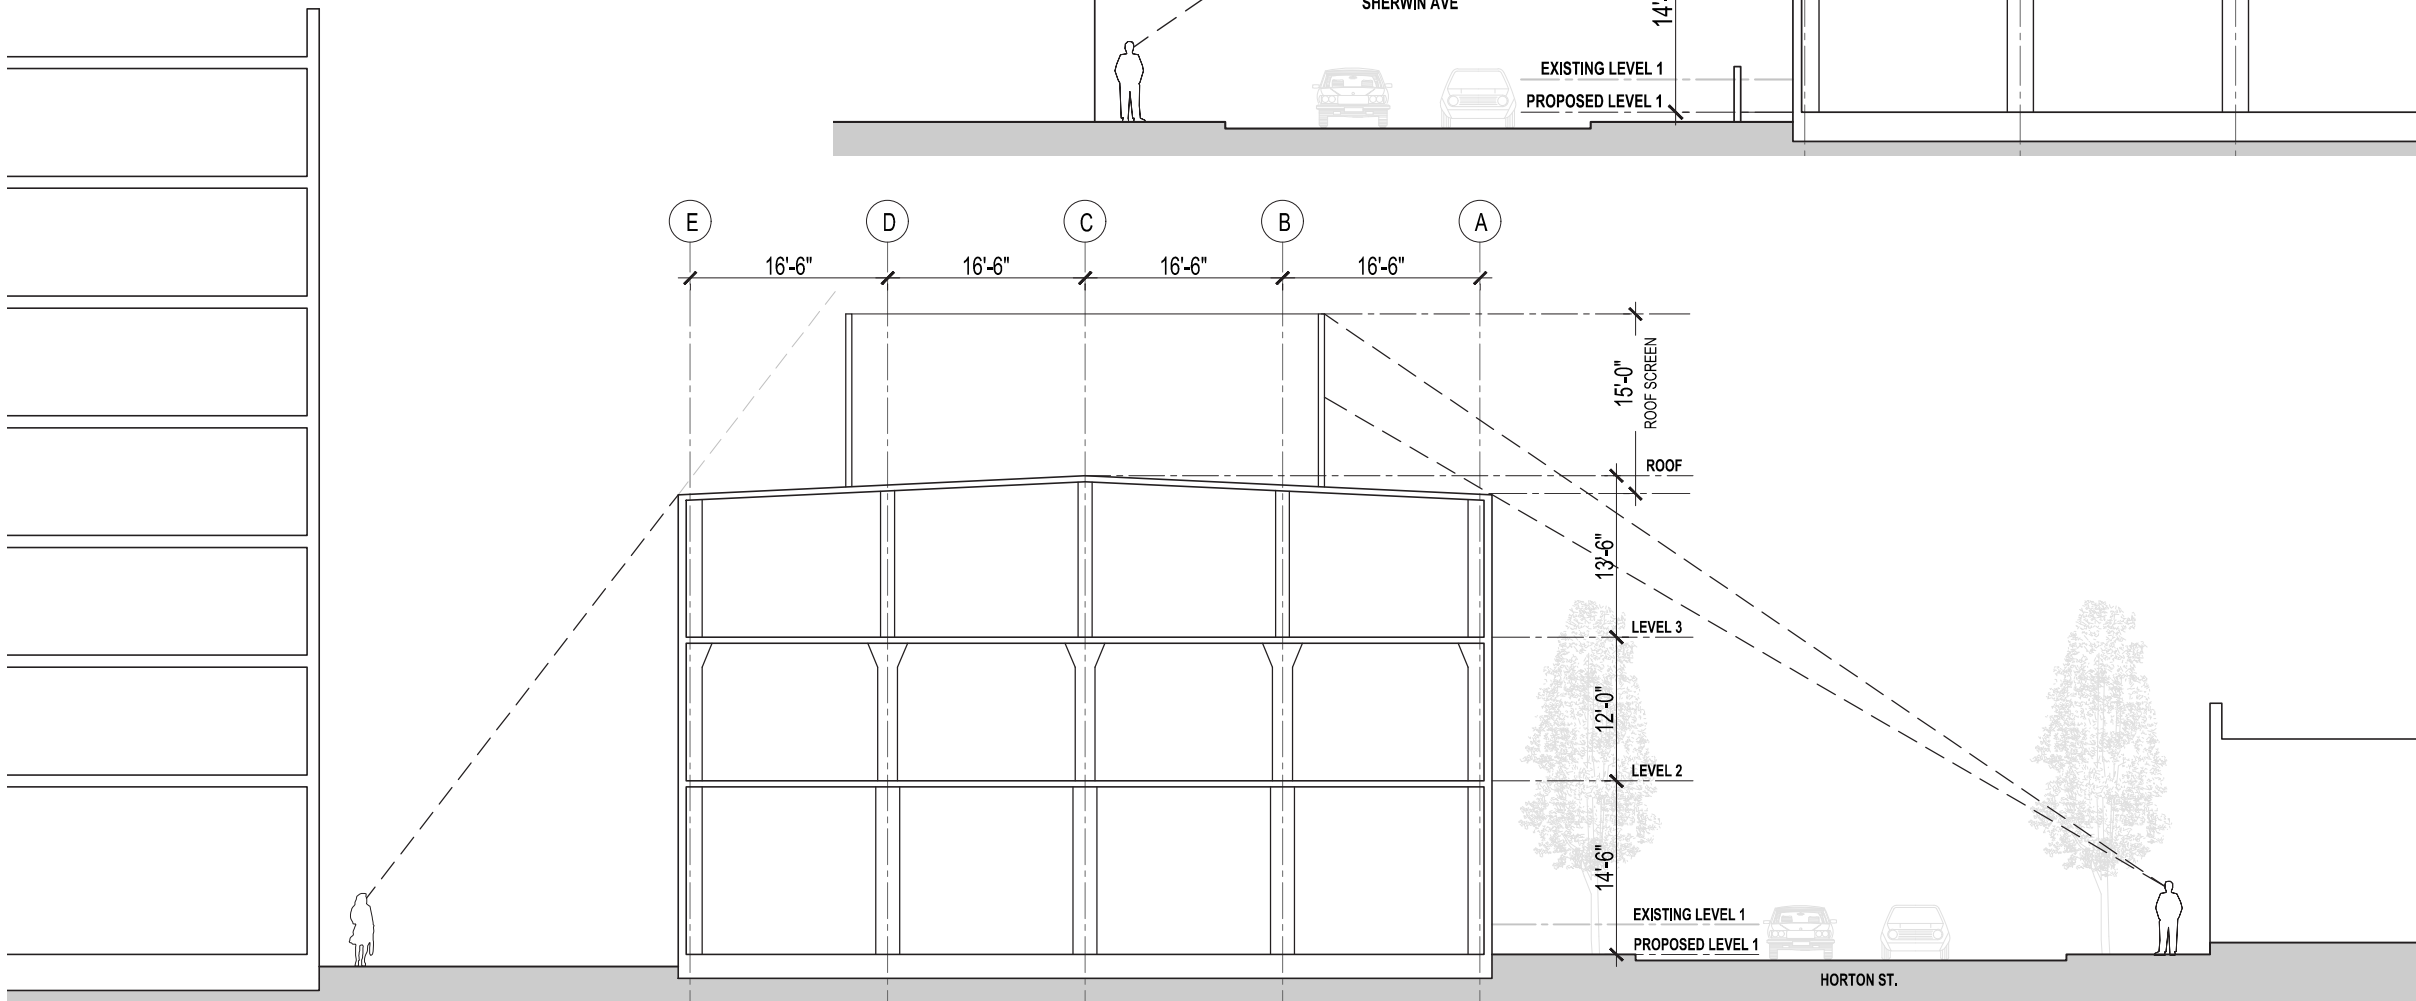 SHERWIN AVE
EXISTING LEVEL 1
PROPOSED LEVEL 1
E
D
C
B
A
16'-6"
16'-6"
16'-6"
16'-6"
15'-0"
ROOF SCREEN
ROOF
13'-6"
LEVEL 3
12'-0"
LEVEL 2
14'-6"
EXISTING LEVEL 1
PROPOSED LEVEL 1
HORTON ST.